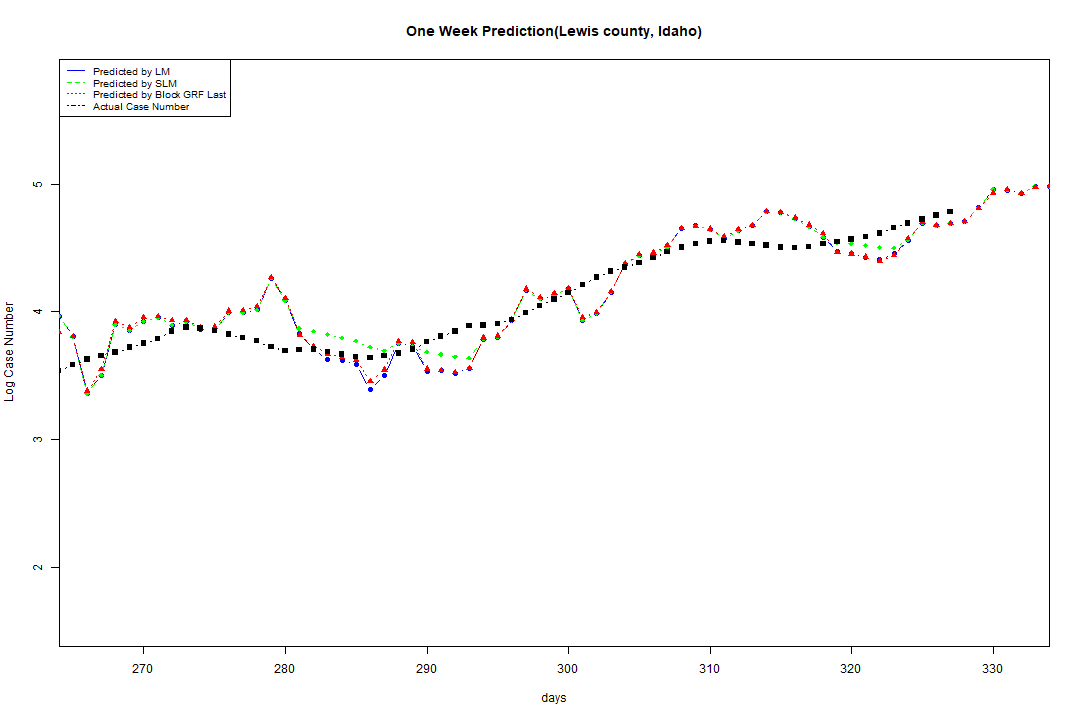 One Week Prediction(Lewis county, Idaho)
Predicted by LM
Predicted by SLM
Predicted by Block GRF Last
Actual Case Number
5
4
3
2
Log Case Number
270 280 290 300 310 320 330
days